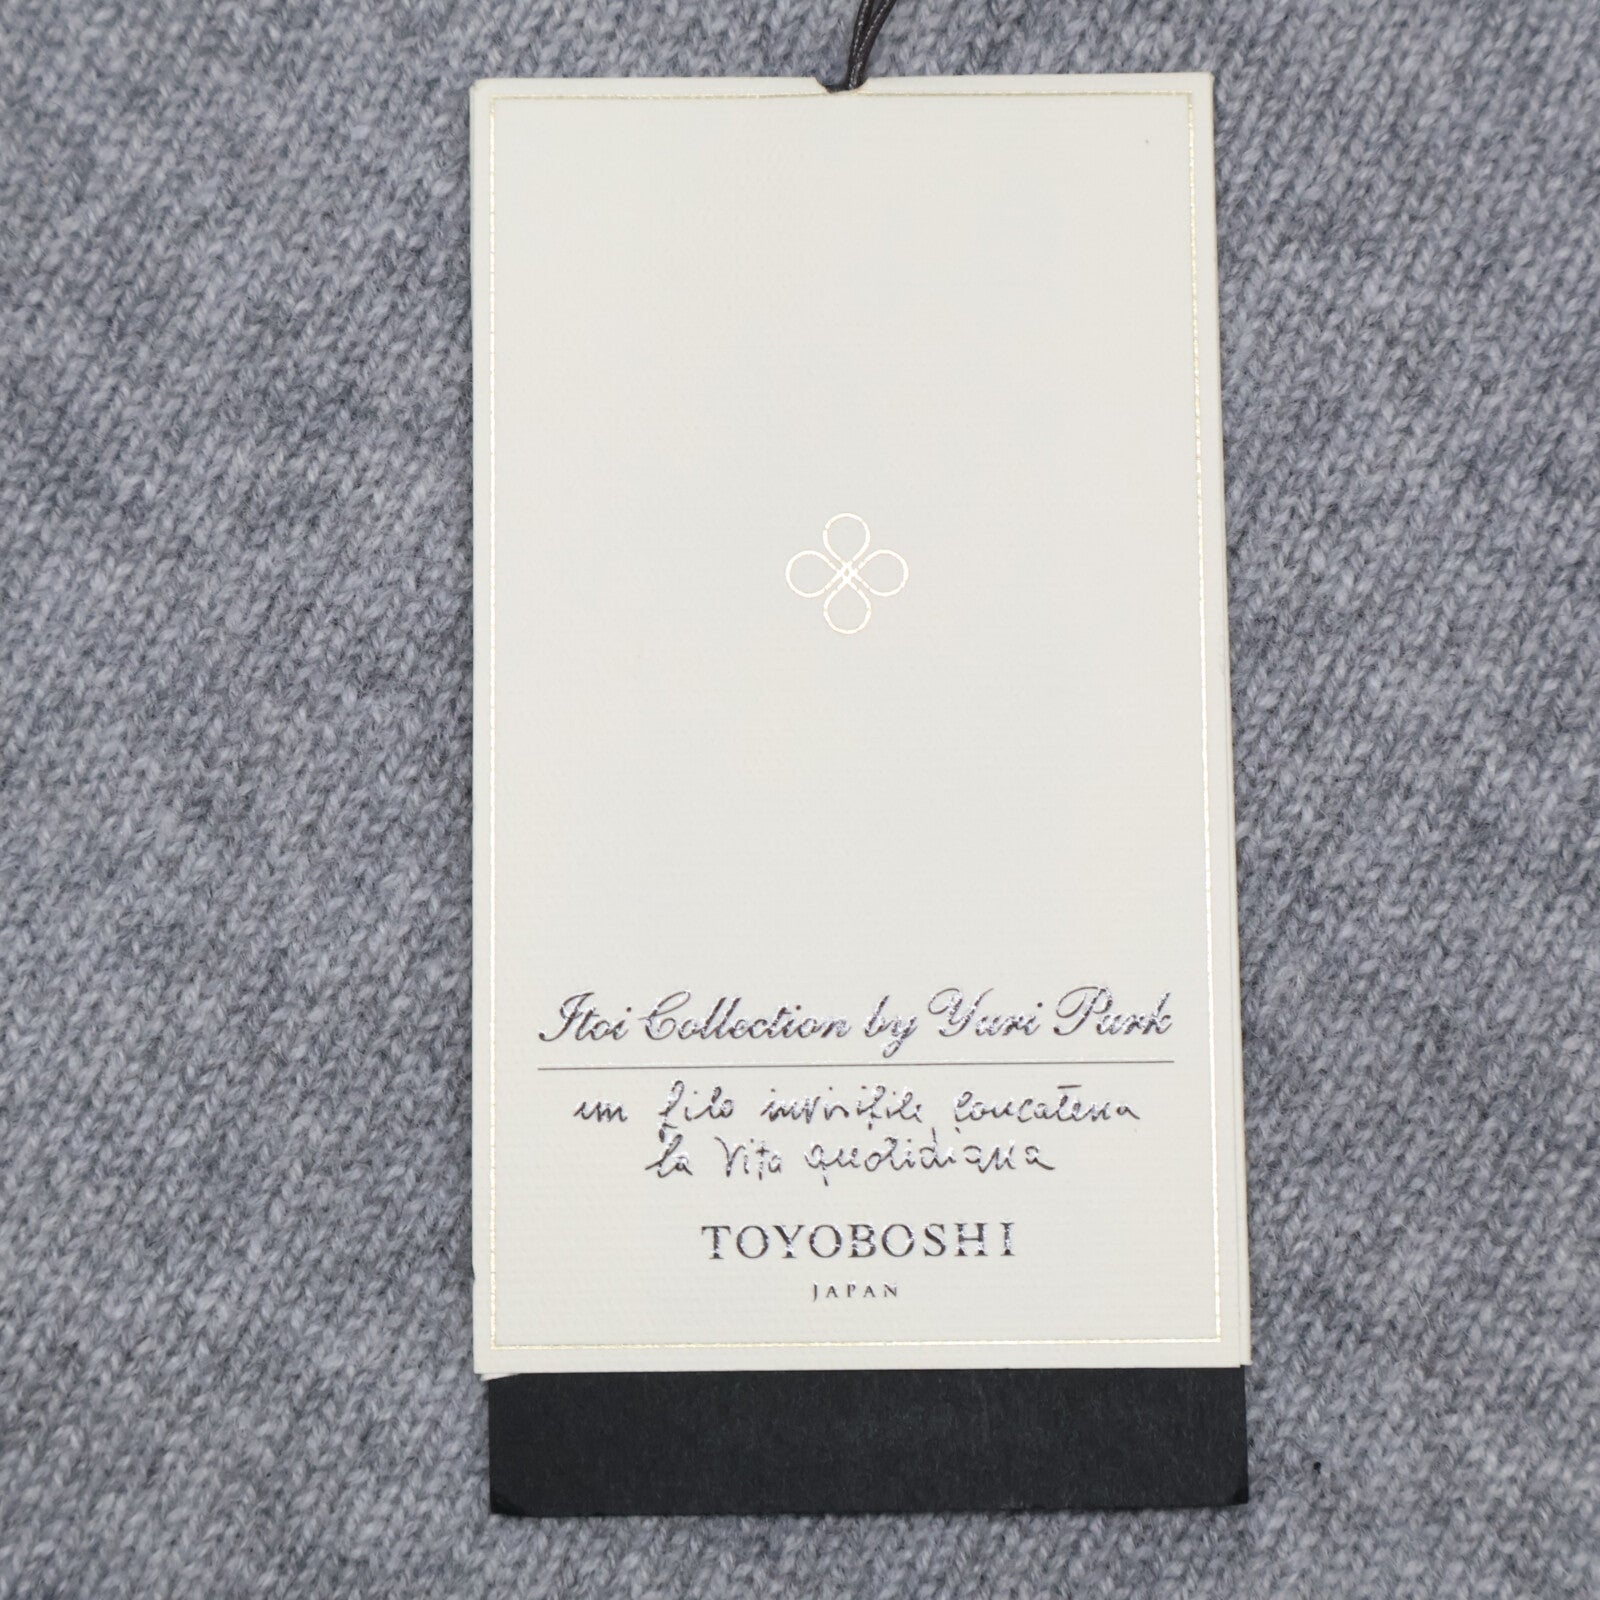 Itoi Collection by Yuri Park
un filo invisibile concatena
la vita quotidiana
TOYOBOSHI
JAPAN